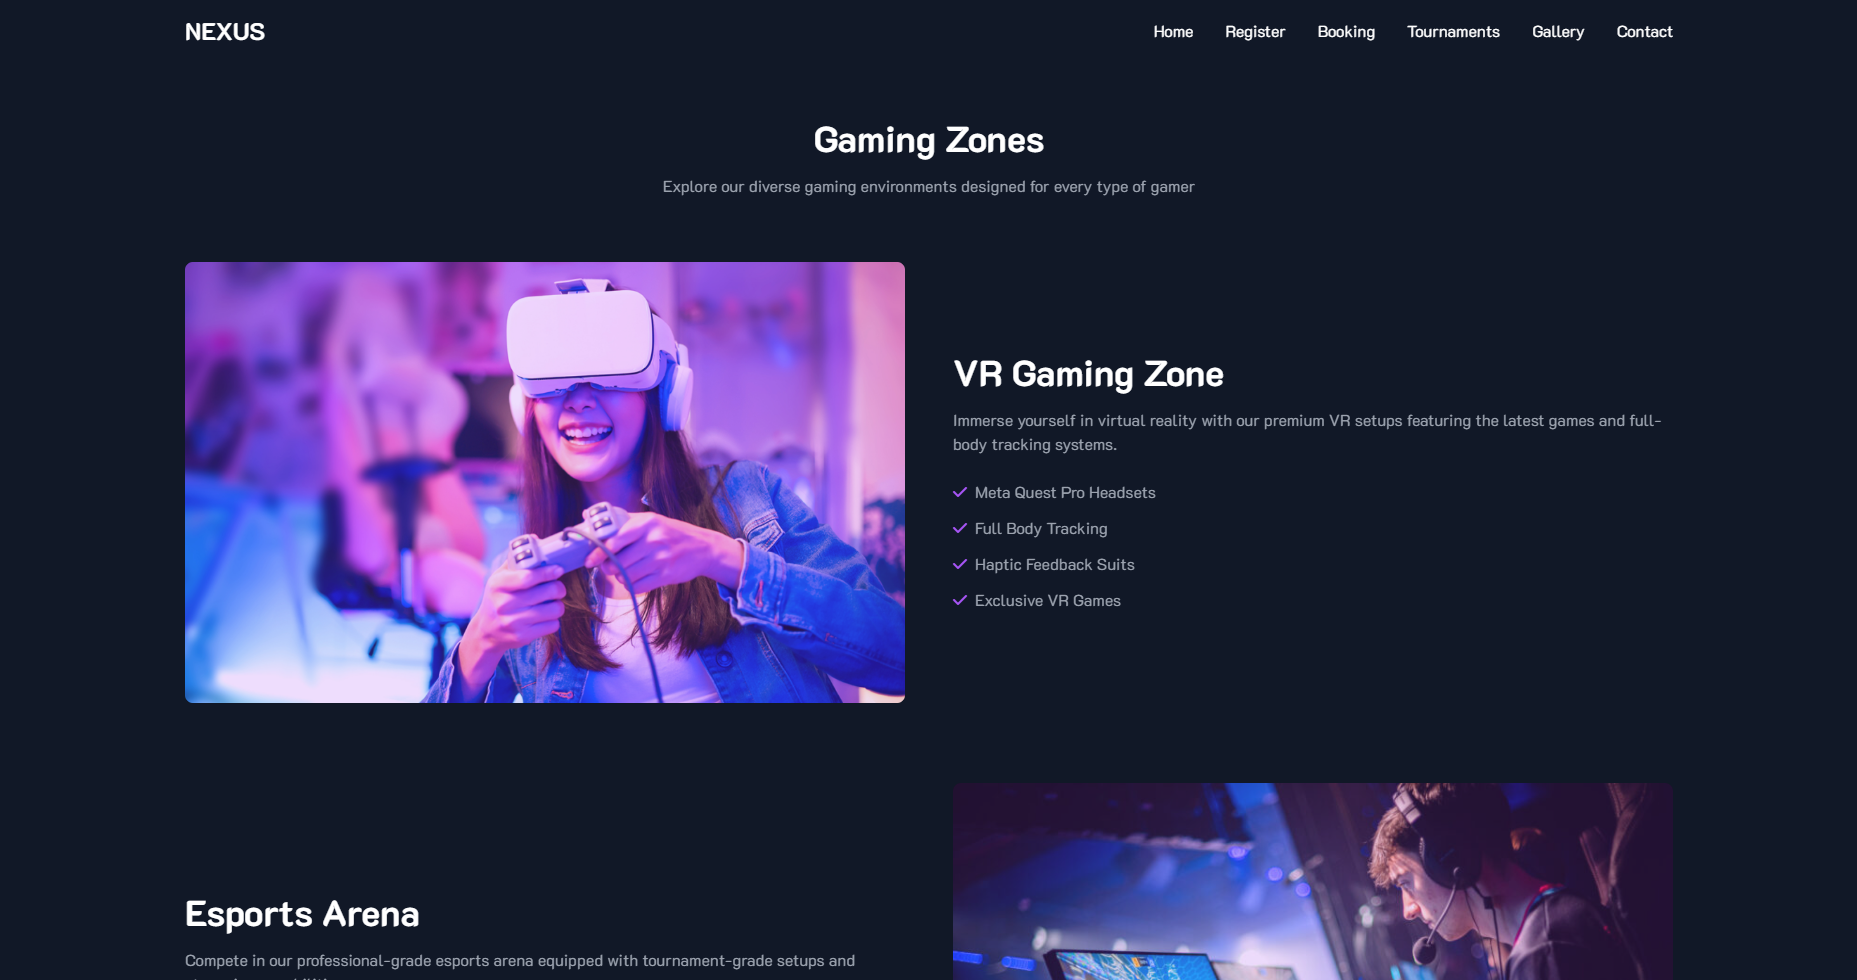 NEXUS
Home Register Booking Tournaments Gallery Contact
Gaming Zones
Explore our diverse gaming environments designed for every type of gamer
VR Gaming Zone
Immerse yourself in virtual reality with our premium VR setups featuring the latest games and full-
body tracking systems.
Meta Quest Pro Headsets
Full Body Tracking
Haptic Feedback Suits
Exclusive VR Games
Esports Arena
Compete in our professional-grade esports arena equipped with tournament-grade setups and